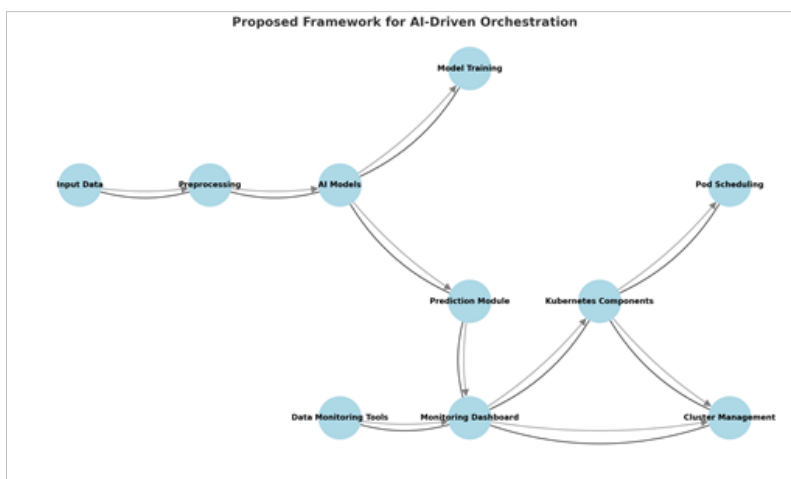 Proposed Framework for AI-Driven Orchestration
Model Training
Input Data
Preprocessing
AI Models
Pod Scheduling
Prediction Module
Kubernetes Components
Data Monitoring Tools
Monitoring Dashboard
Cluster Management